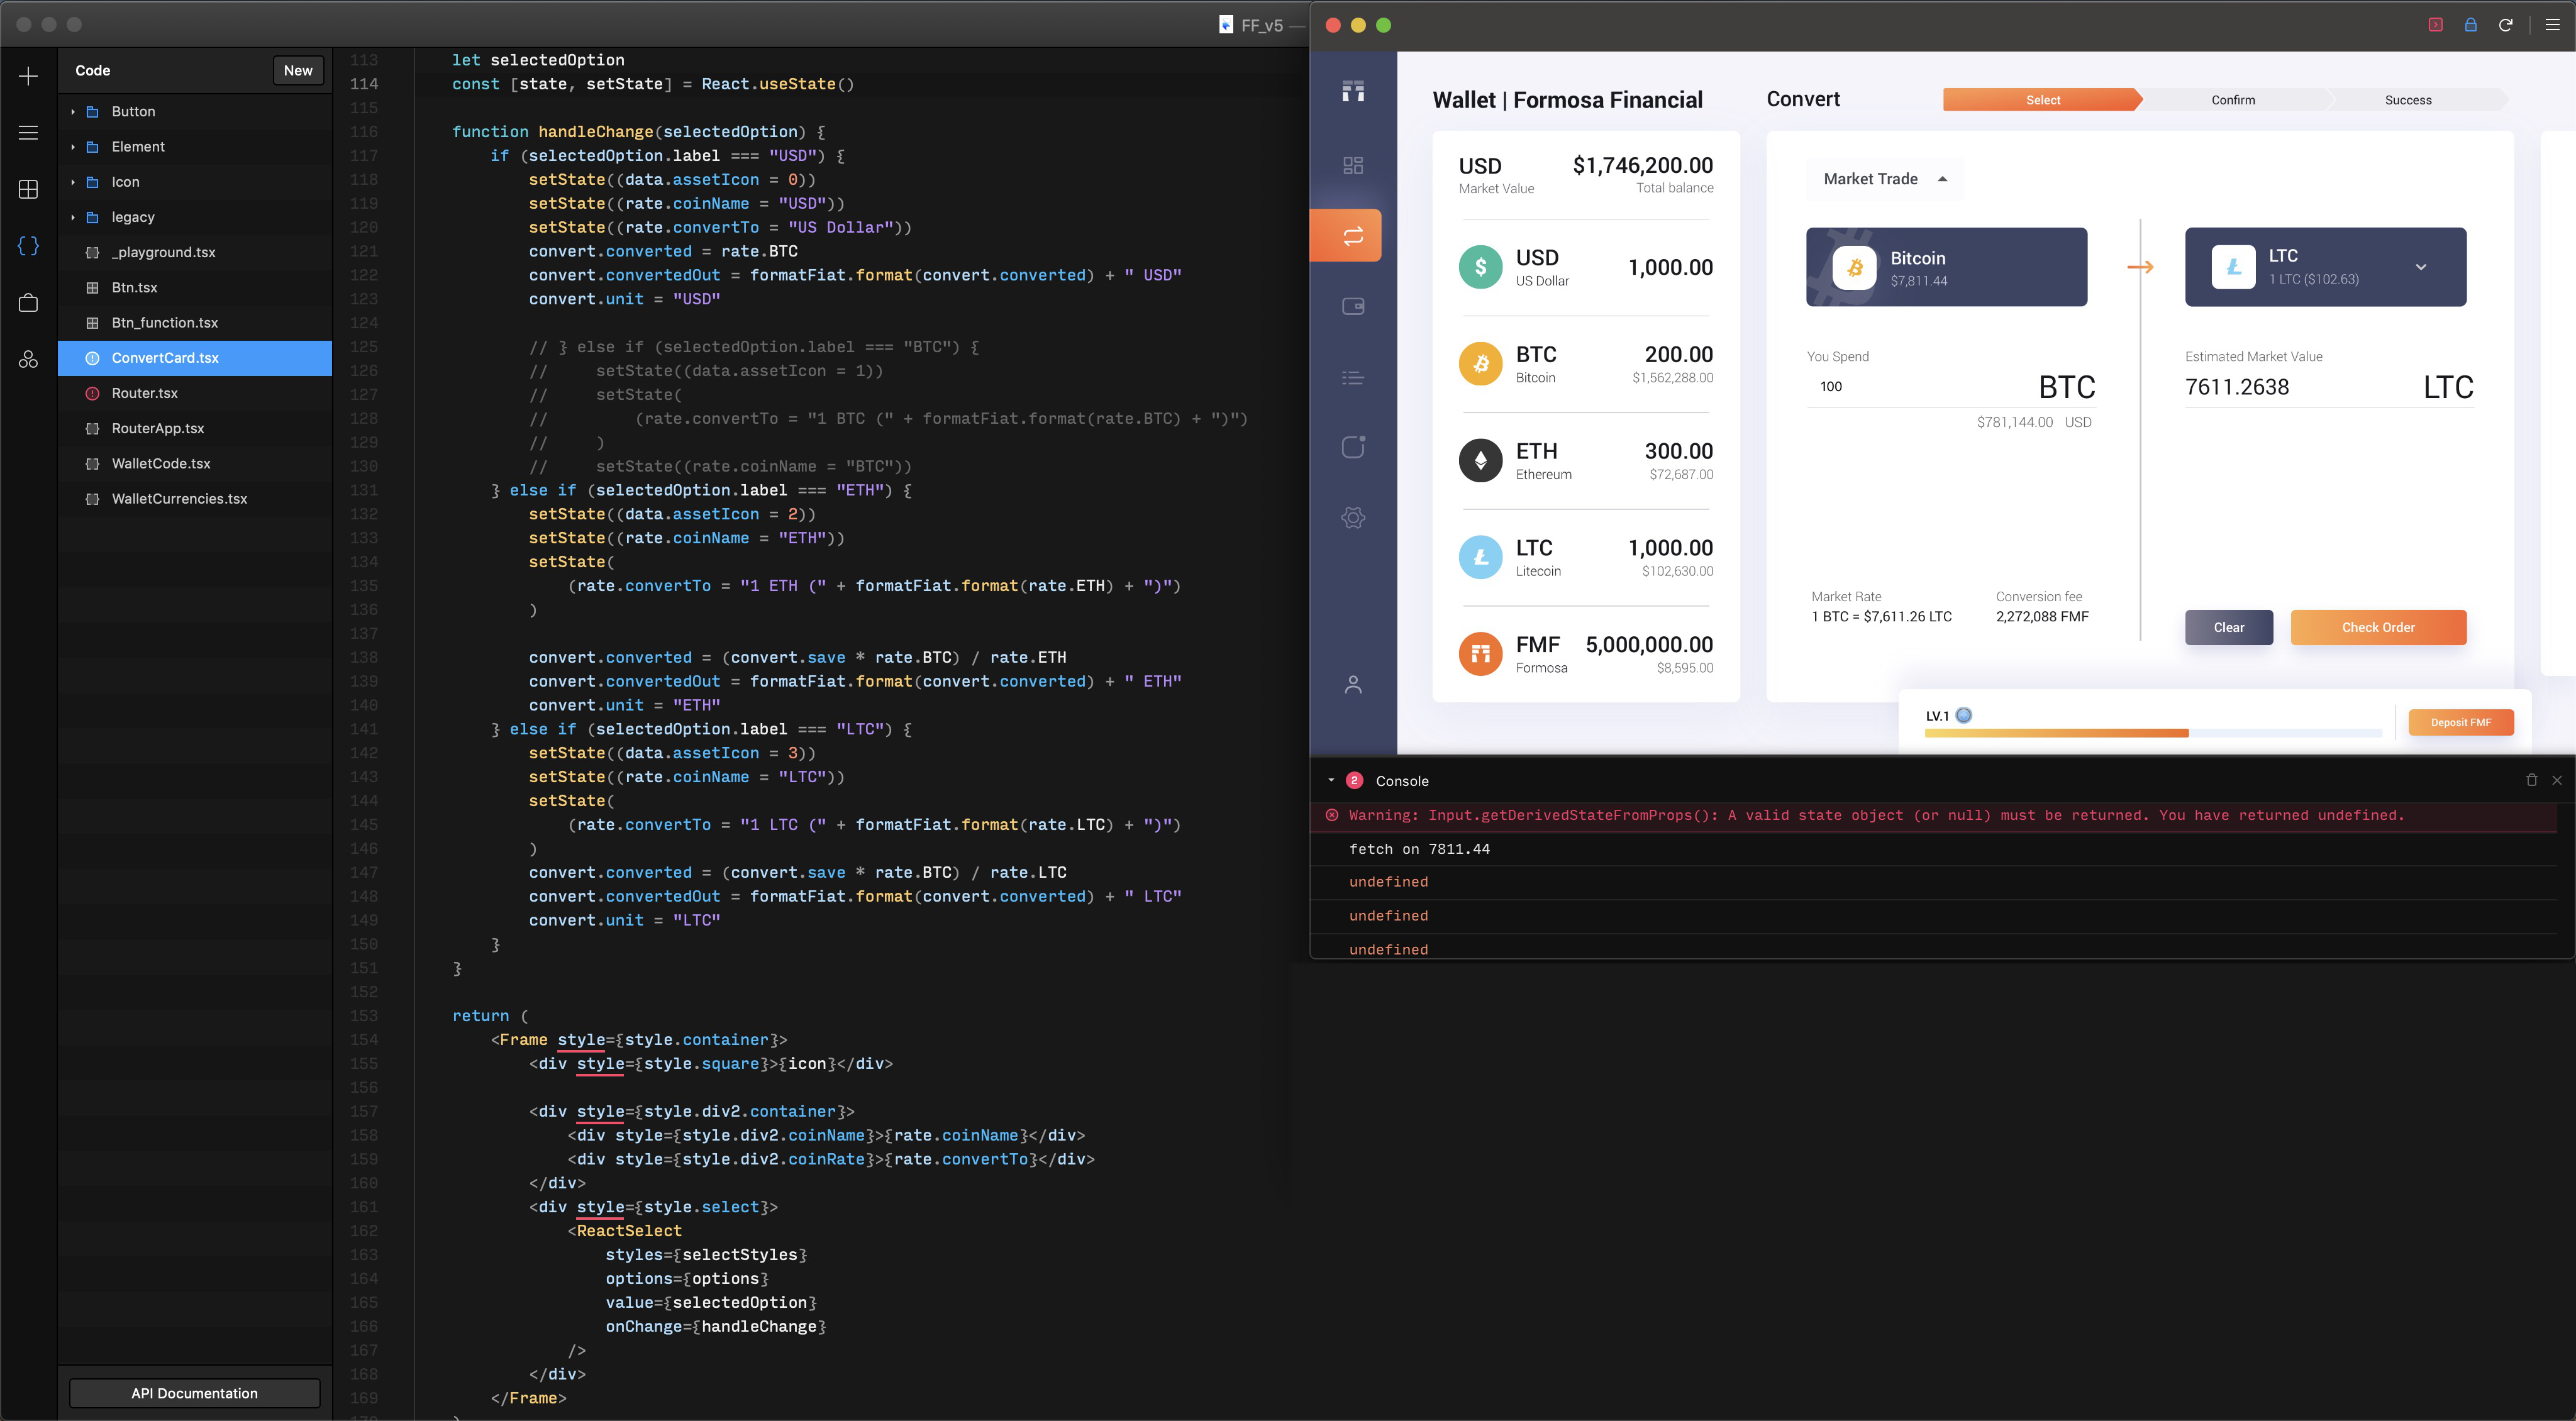 FF_v5 —
Code
New
Button
Element
Icon
legacy
_playground.tsx
Btn.tsx
Btn_function.tsx
ConvertCard.tsx
Router.tsx
RouterApp.tsx
WalletCode.tsx
WalletCurrencies.tsx
API Documentation
113 let selectedOption
114 const [state, setState] = React.useState()
115
116 function handleChange(selectedOption) {
117 if (selectedOption.label === "USD") {
118 setState((data.assetIcon = 0))
119 setState((rate.coinName = "USD"))
120 setState((rate.convertTo = "US Dollar"))
121 convert.converted = rate.BTC
122 convert.convertedOut = formatFiat.format(convert.converted) + " USD"
123 convert.unit = "USD"
124
125 // } else if (selectedOption.label === "BTC") {
126 // setState((data.assetIcon = 1))
127 // setState(
128 // (rate.convertTo = "1 BTC (" + formatFiat.format(rate.BTC) + ")")
129 // )
130 // setState((rate.coinName = "BTC"))
131 } else if (selectedOption.label === "ETH") {
132 setState((data.assetIcon = 2))
133 setState((rate.coinName = "ETH"))
134 setState(
135 (rate.convertTo = "1 ETH (" + formatFiat.format(rate.ETH) + ")")
136 )
137
138 convert.converted = (convert.save * rate.BTC) / rate.ETH
139 convert.convertedOut = formatFiat.format(convert.converted) + " ETH"
140 convert.unit = "ETH"
141 } else if (selectedOption.label === "LTC") {
142 setState((data.assetIcon = 3))
143 setState((rate.coinName = "LTC"))
144 setState(
145 (rate.convertTo = "1 LTC (" + formatFiat.format(rate.LTC) + ")")
146 )
147 convert.converted = (convert.save * rate.BTC) / rate.LTC
148 convert.convertedOut = formatFiat.format(convert.converted) + " LTC"
149 convert.unit = "LTC"
150 }
151 }
152
153 return (
154 <Frame style={style.container}>
155 <div style={style.square}>{icon}</div>
156
157 <div style={style.div2.container}>
158 <div style={style.div2.coinName}>{rate.coinName}</div>
159 <div style={style.div2.coinRate}>{rate.convertTo}</div>
160 </div>
161 <div style={style.select}>
162 <ReactSelect
163 styles={selectStyles}
164 options={options}
165 value={selectedOption}
166 onChange={handleChange}
167 />
168 </div>
169 </Frame>
Wallet | Formosa Financial
USD $1,746,200.00
Market Value Total balance
USD 1,000.00
US Dollar
BTC 200.00
Bitcoin $1,562,288.00
ETH 300.00
Ethereum $72,687.00
LTC 1,000.00
Litecoin $102,630.00
FMF 5,000,000.00
Formosa $8,595.00
Convert
Select Confirm Success
Market Trade
Bitcoin
$7,811.44
LTC
1 LTC ($102.63)
You Spend
100 BTC
$781,144.00 USD
Estimated Market Value
7611.2638 LTC
Market Rate
1 BTC = $7,611.26 LTC
Conversion fee
2,272,088 FMF
Clear
Check Order
LV.1
Deposit FMF
2 Console
Warning: Input.getDerivedStateFromProps(): A valid state object (or null) must be returned. You have returned undefined.
fetch on 7811.44
undefined
undefined
undefined